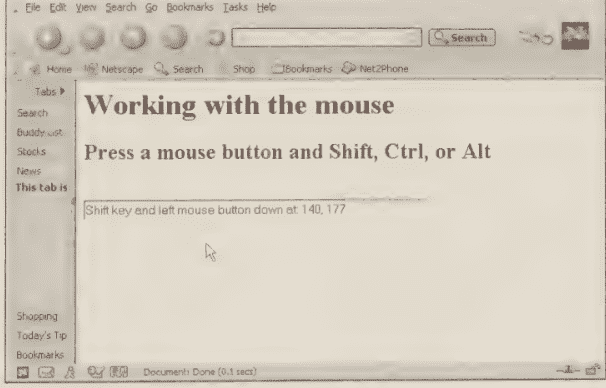 File Edit View Search Go Bookmarks Tasks Help
Search
Home Netscape Search Shop Bookmarks Net2Phone
Tabs
Search
Buddy List
Stocks
News
This tab is
Working with the mouse
Press a mouse button and Shift, Ctrl, or Alt
Shift key and left mouse button down at: 140, 177
Shopping
Today's Tip
Bookmarks
Document: Done (0.1 secs)